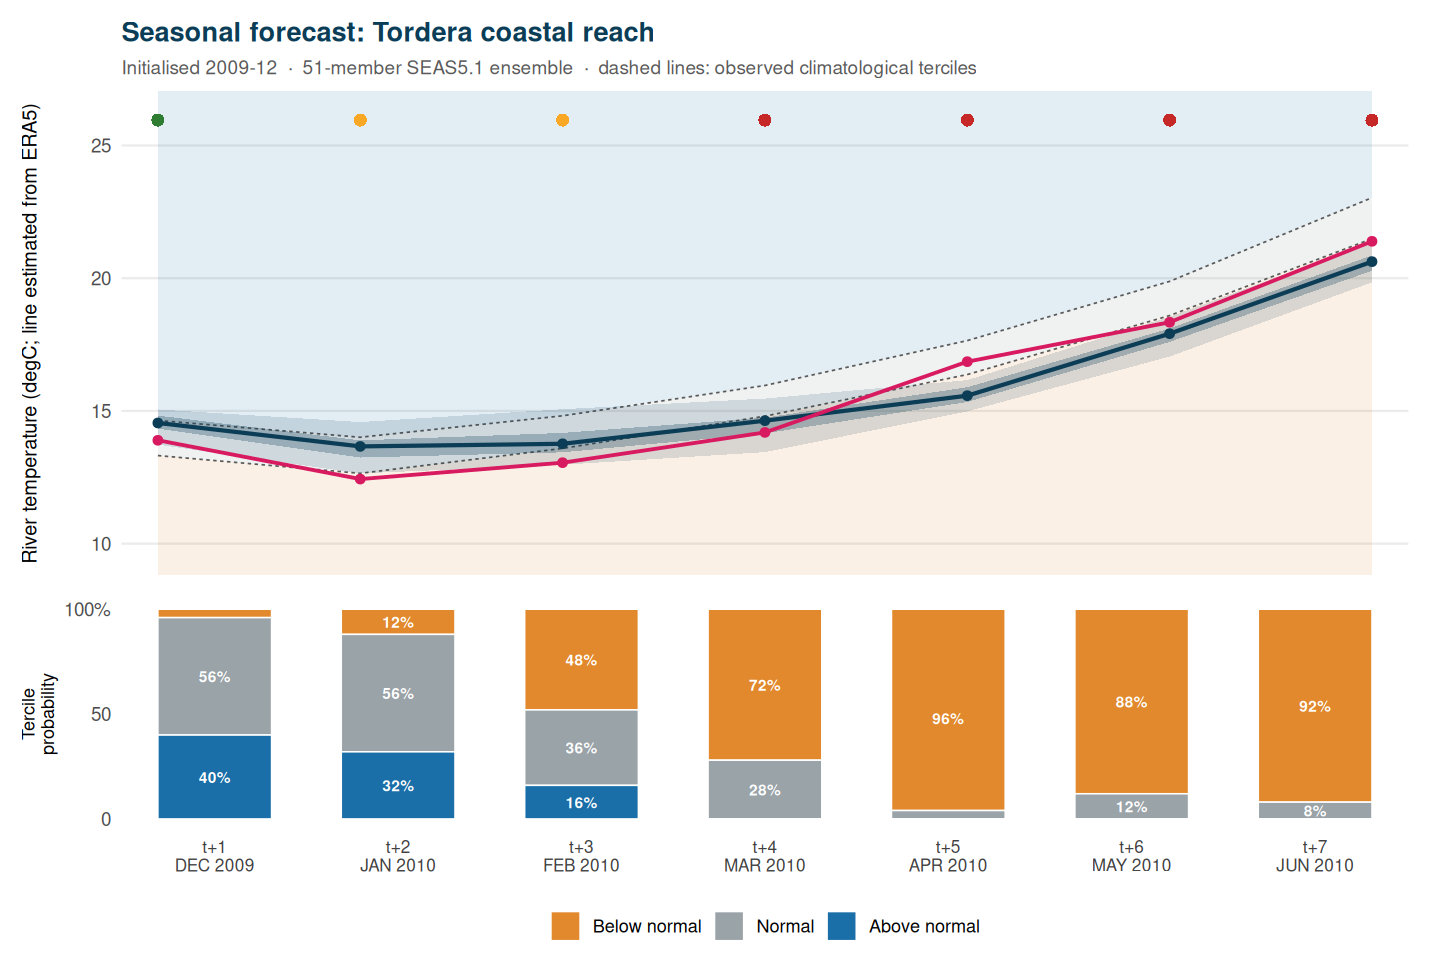 Seasonal forecast: Tordera coastal reach
Initialised 2009-12 · 51-member SEAS5.1 ensemble · dashed lines: observed climatological terciles
River temperature (degC; line estimated from ERA5)
25
20
15
10
Tercile
probability
100%
50
0
56%
40%
12%
56%
32%
48%
36%
16%
72%
28%
96%
88%
12%
92%
8%
t+1
DEC 2009
t+2
JAN 2010
t+3
FEB 2010
t+4
MAR 2010
t+5
APR 2010
t+6
MAY 2010
t+7
JUN 2010
Below normal
Normal
Above normal